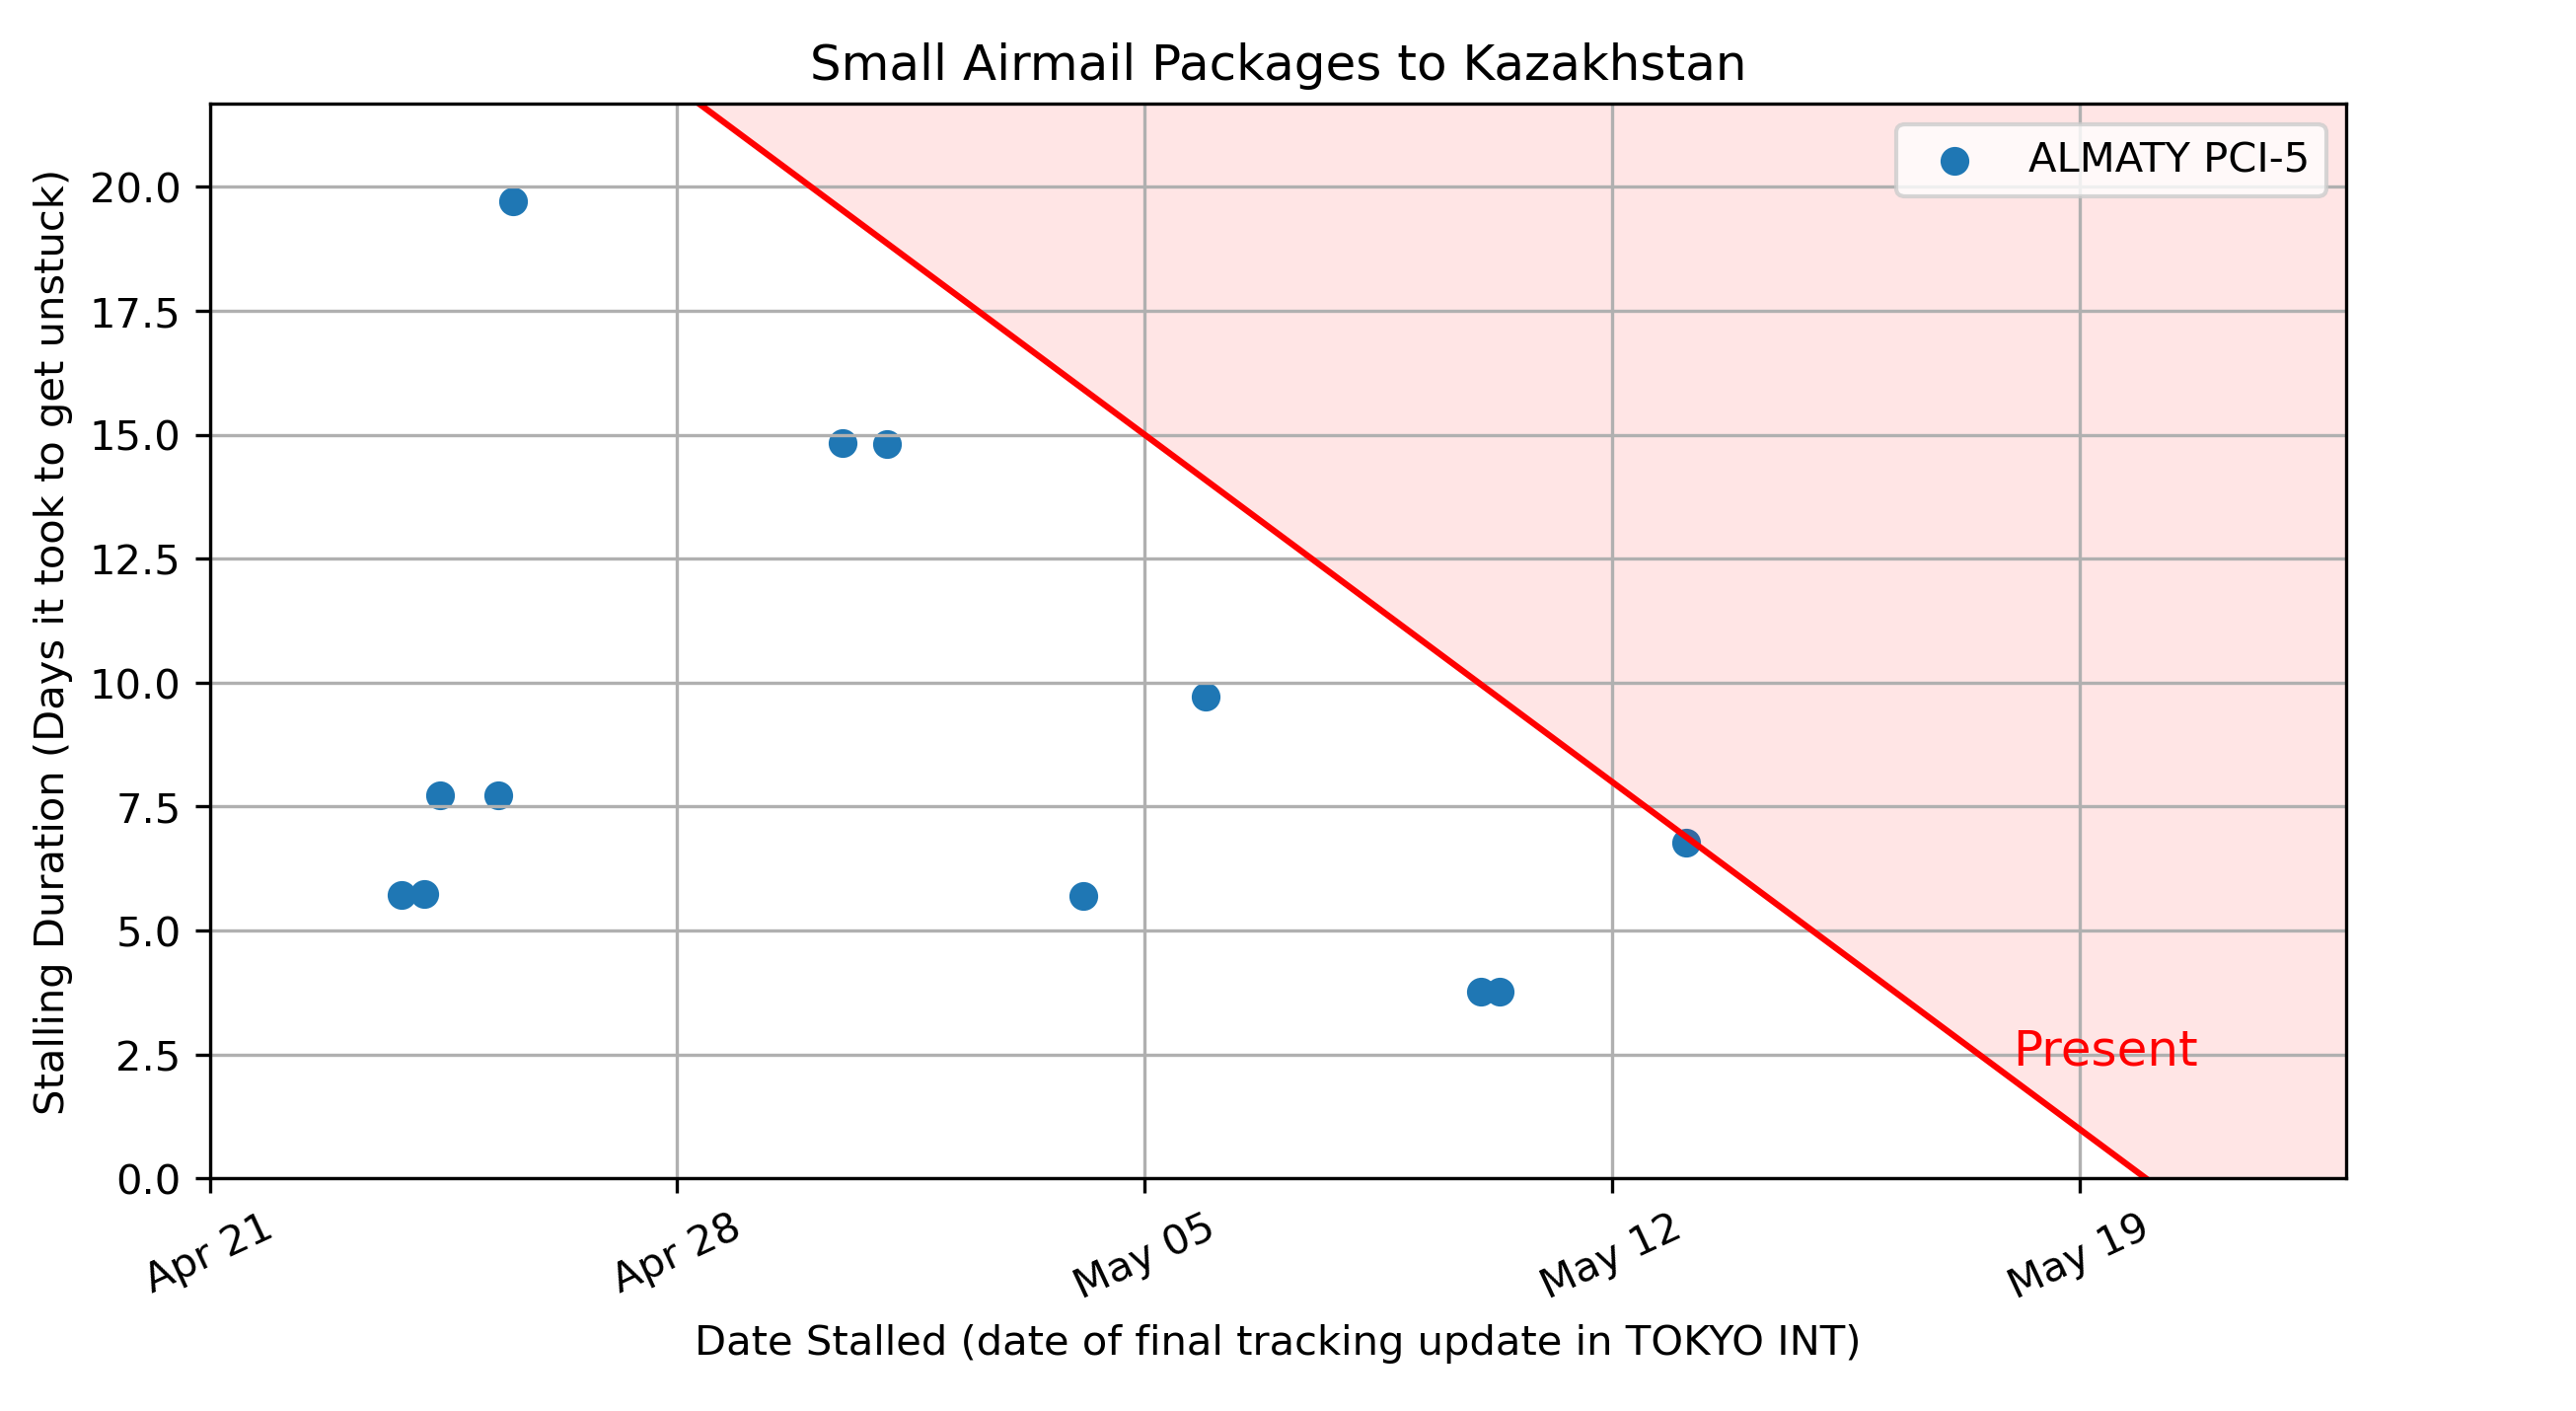 Small Airmail Packages to Kazakhstan
ALMATY PCI-5
Stalling Duration (Days it took to get unstuck)
20.0
17.5
15.0
12.5
10.0
7.5
5.0
2.5
0.0
Present
Apr 21
Apr 28
May 05
May 12
May 19
Date Stalled (date of final tracking update in TOKYO INT)